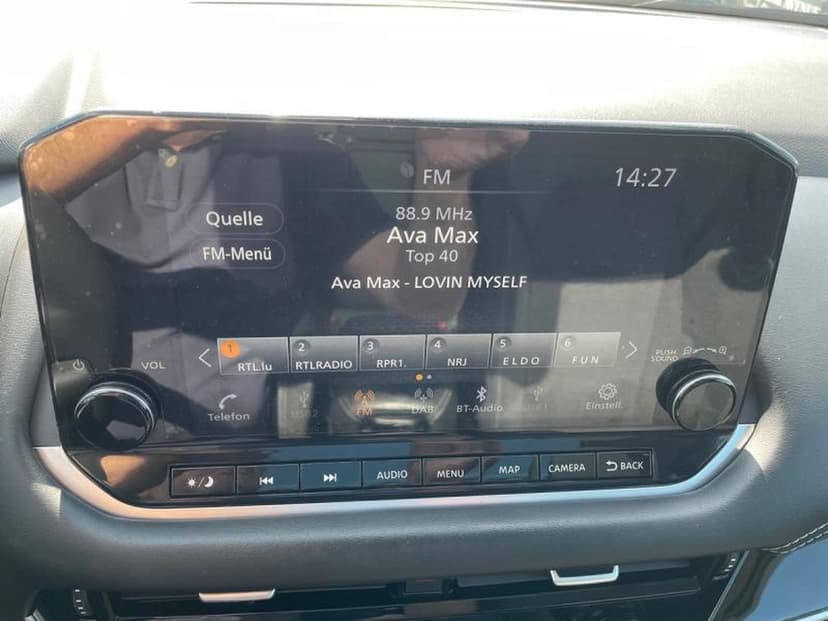 FM
14:27
Quelle
88.9 MHz
Ava Max
FM-Menü
Top 40
Ava Max - LOVIN MYSELF
1 2 3 4 5 6
RTL.lu RTLRADIO RPR1. NRJ ELDO FUN
VOL
PUSH
SOUND
Telefon FM DAB BT-Audio Einstell.
AUDIO MENU MAP CAMERA BACK